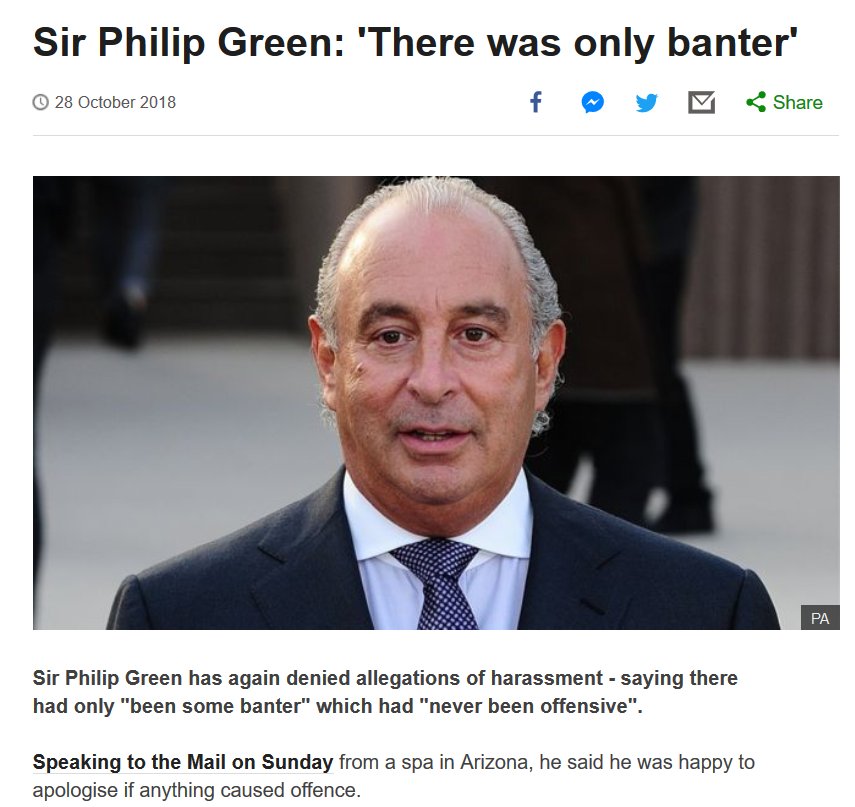 Sir Philip Green: 'There was only banter'
28 October 2018
Share
PA
Sir Philip Green has again denied allegations of harassment - saying there
had only "been some banter" which had "never been offensive".
Speaking to the Mail on Sunday from a spa in Arizona, he said he was happy to
apologise if anything caused offence.